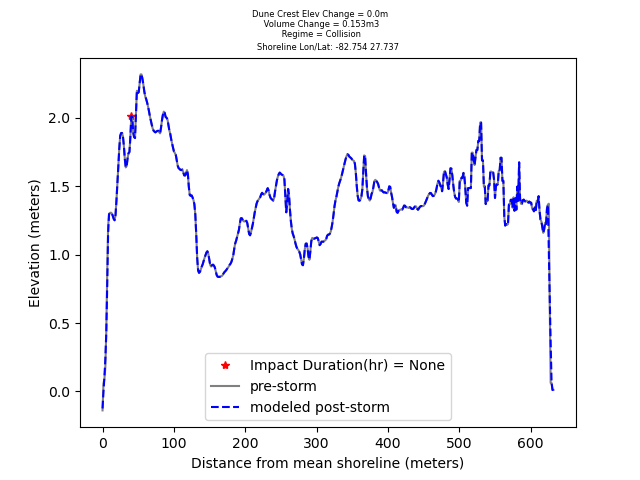 Dune Crest Elev Change = 0.0m
Volume Change = 0.153m3
Regime = Collision
Shoreline Lon/Lat: -82.754 27.737
Elevation (meters)
2.0
1.5
1.0
0.5
0.0
Impact Duration(hr) = None
pre-storm
modeled post-storm
0 100 200 300 400 500 600
Distance from mean shoreline (meters)